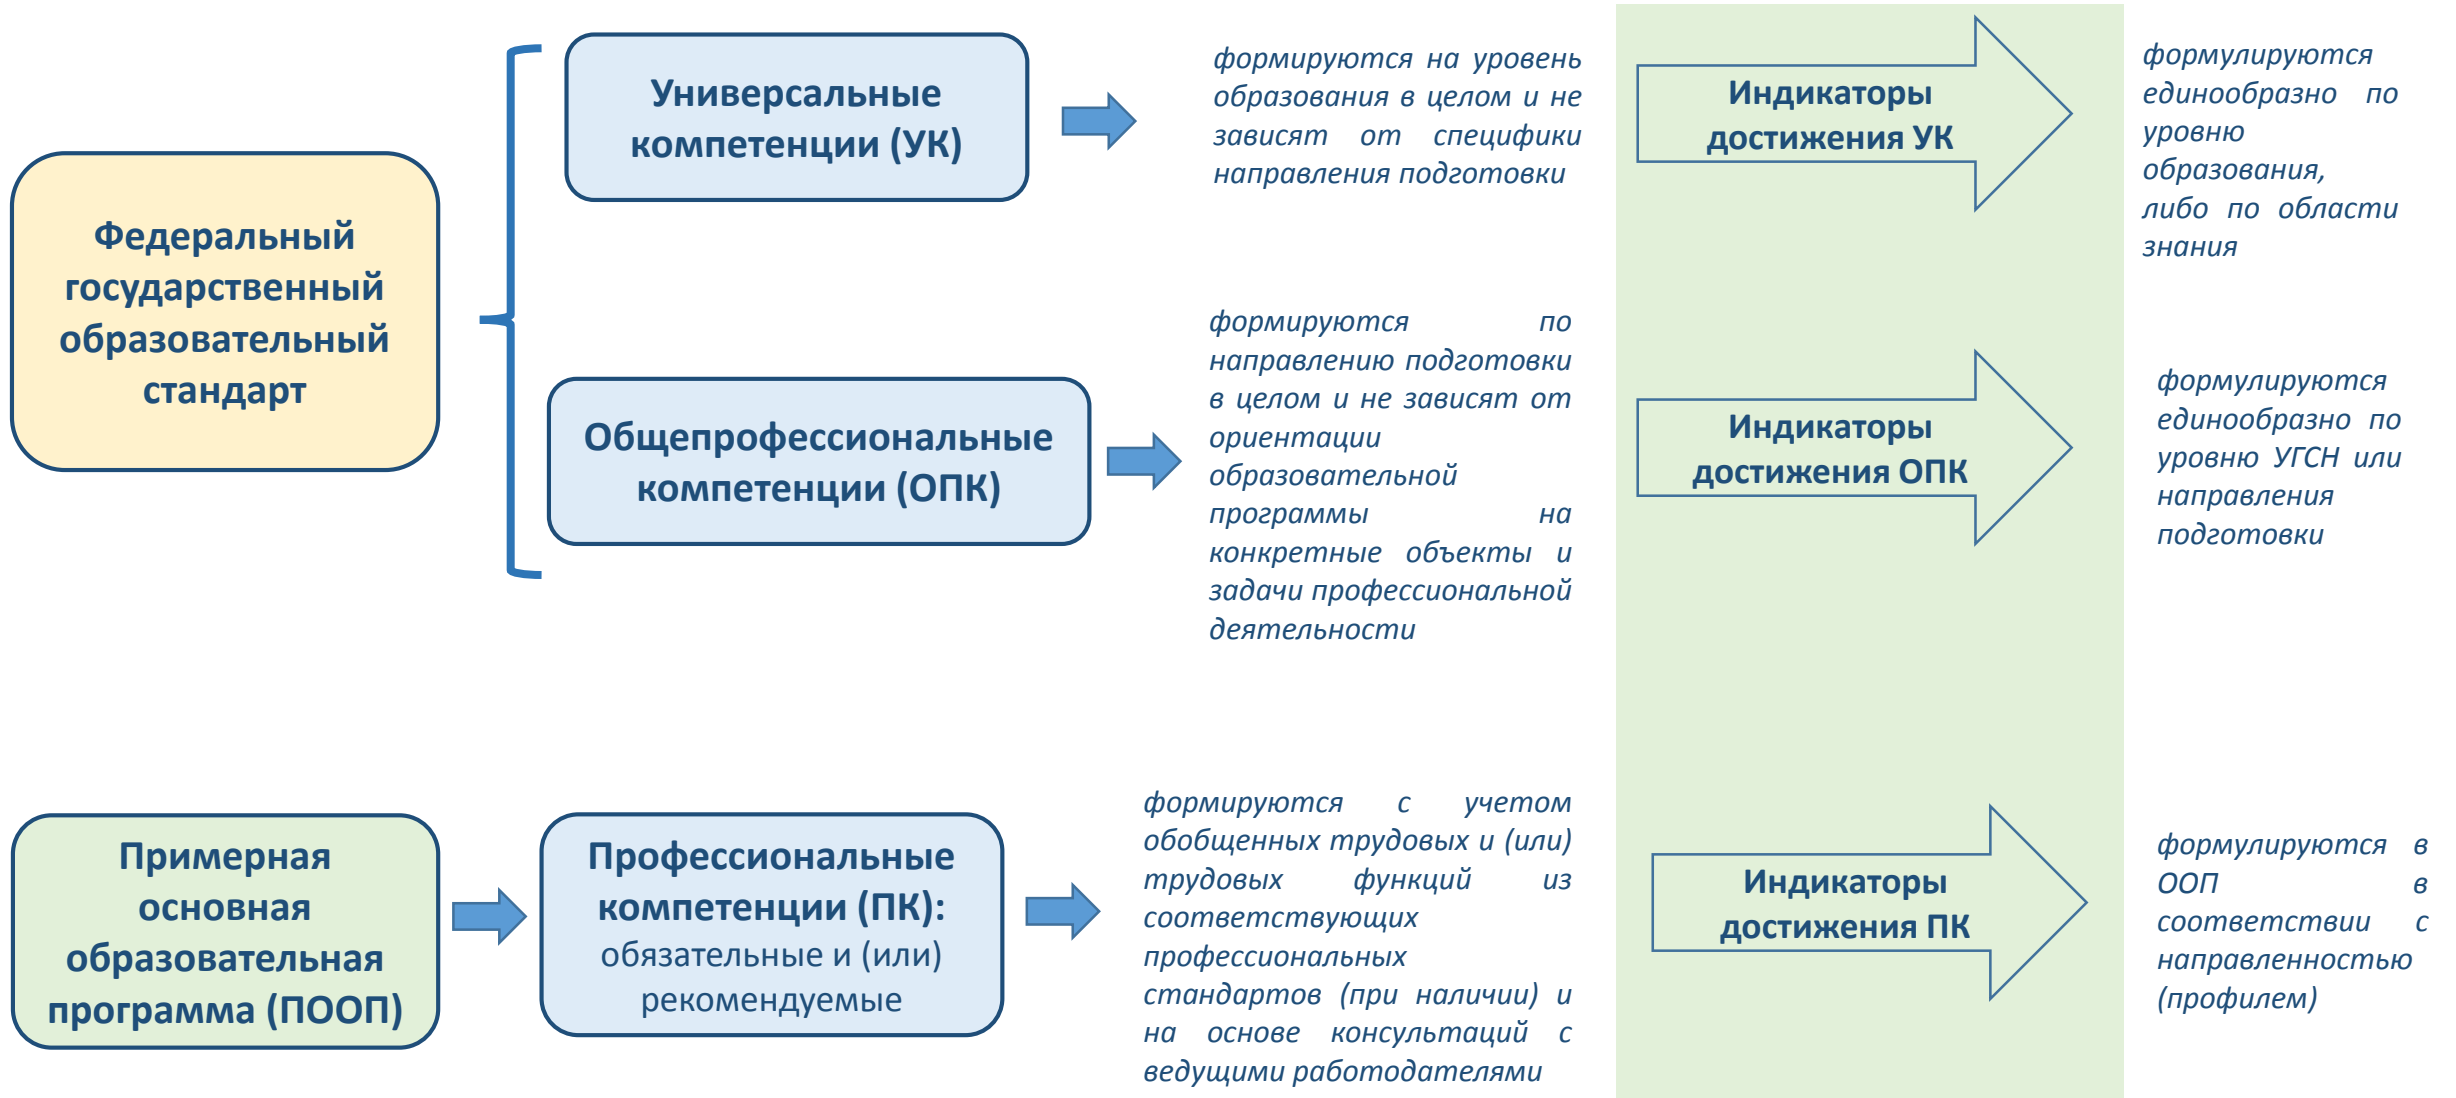 Федеральный
государственный
образовательный
стандарт
Универсальные
компетенции (УК)
формируются на уровень
образования в целом и не
зависят от специфики
направления подготовки
Индикаторы
достижения УК
формулируются
единообразно по
уровню
образования,
либо по области
знания
Общепрофессиональные
компетенции (ОПК)
формируются по
направлению подготовки
в целом и не зависят от
ориентации
образовательной
программы на
конкретные объекты и
задачи профессиональной
деятельности
Индикаторы
достижения ОПК
формулируются
единообразно по
уровню УГСН или
направления
подготовки
Примерная
основная
образовательная
программа (ПООП)
Профессиональные
компетенции (ПК):
обязательные и (или)
рекомендуемые
формируются с учетом
обобщенных трудовых и (или)
трудовых функций из
соответствующих
профессиональных
стандартов (при наличии) и
на основе консультаций с
ведущими работодателями
Индикаторы
достижения ПК
формулируются в
ООП в
соответствии с
направленностью
(профилем)